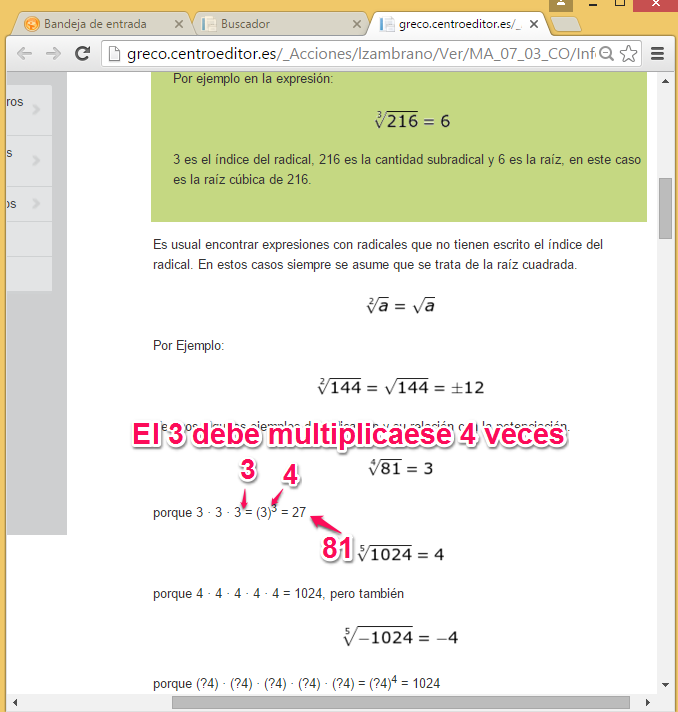 Bandeja de entrada
Buscador
greco.centroeditor.es/_
greco.centroeditor.es/_Acciones/lzambrano/Ver/MA_07_03_CO/Inf
ros
s
os
Por ejemplo en la expresión:
∛216 = 6
3 es el índice del radical, 216 es la cantidad subradical y 6 es la raíz, en este caso
es la raíz cúbica de 216.
Es usual encontrar expresiones con radicales que no tienen escrito el índice del
radical. En estos casos siempre se asume que se trata de la raíz cuadrada.
²√a = √a
Por Ejemplo:
²√144 = √144 = ±12
El 3 debe multiplicaese 4 veces
⁴√81 = 3
3 4
porque 3 · 3 · 3 = (3)³ = 27
81
⁵√1024 = 4
porque 4 · 4 · 4 · 4 · 4 = 1024, pero también
⁵√−1024 = −4
porque (?4) · (?4) · (?4) · (?4) · (?4) = (?4)⁴ = 1024